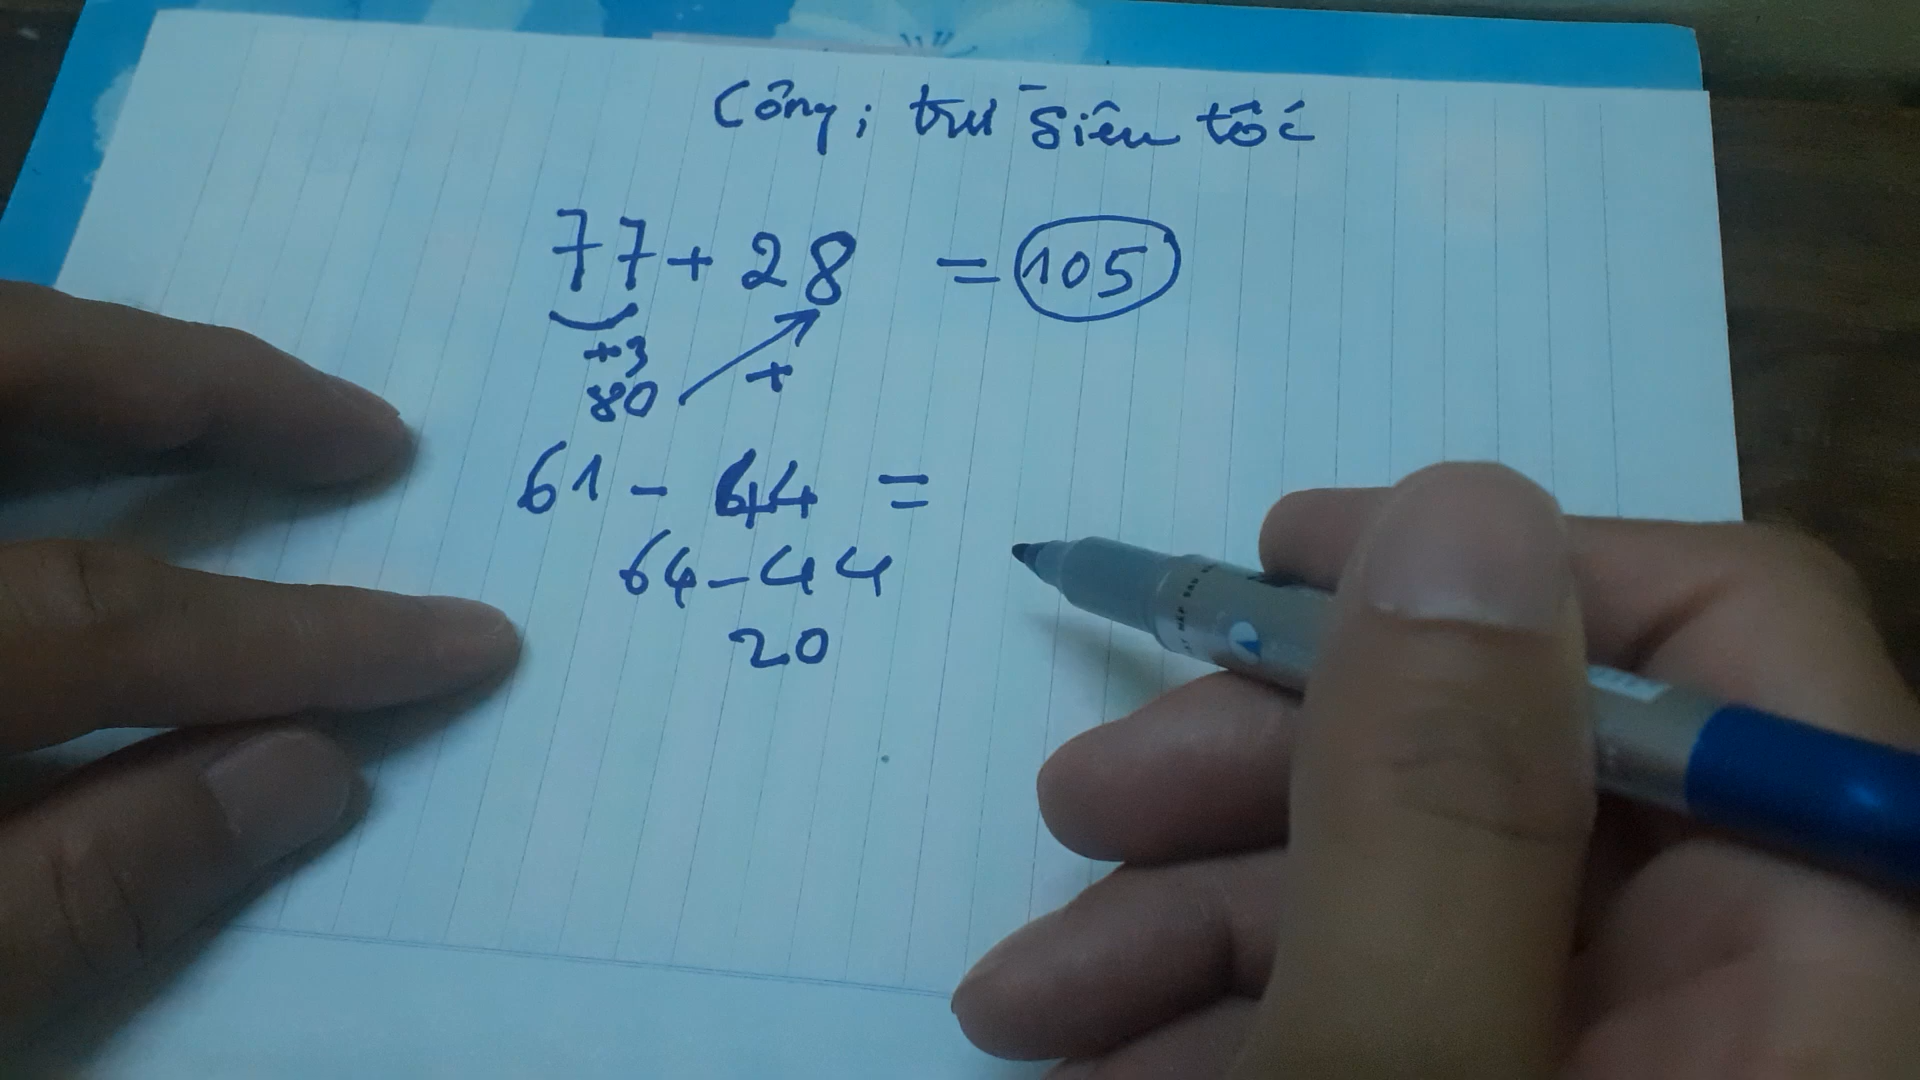 Cộng; trừ siêu tốc
77 + 28 = 105
+3
80 +
61 - 44 =
64 - 44
20